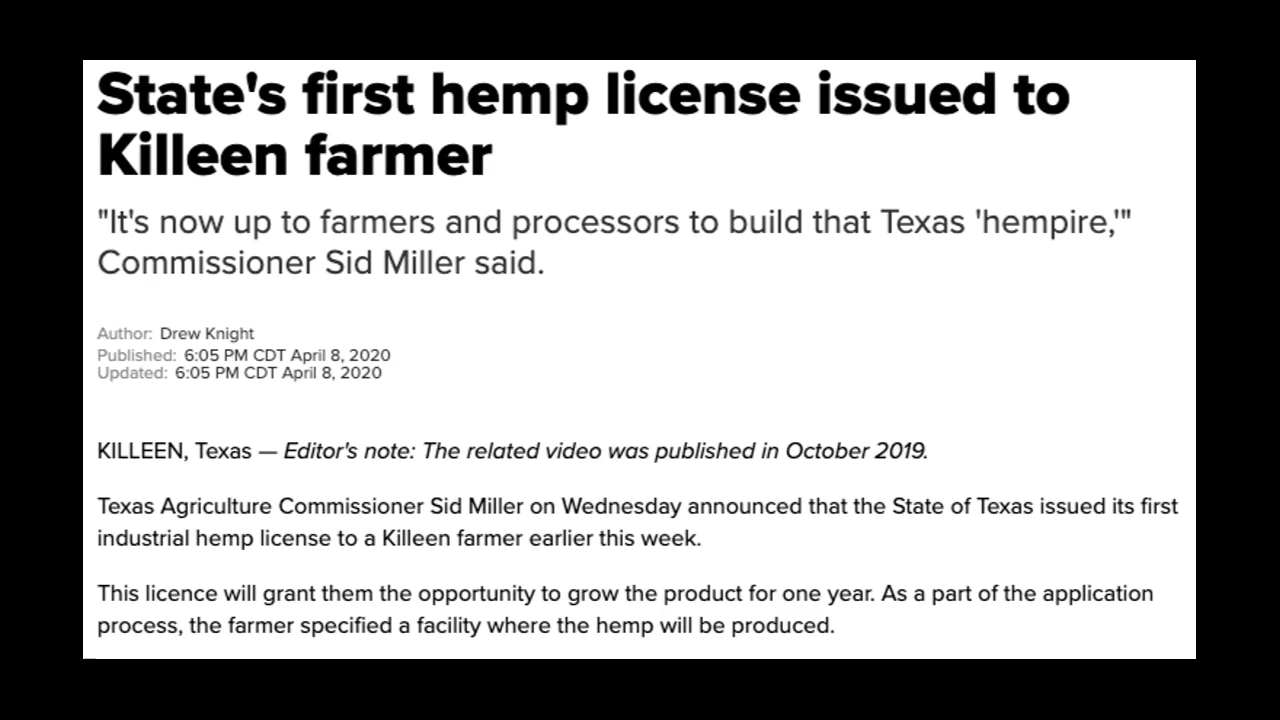 State's first hemp license issued to
Killeen farmer
"It's now up to farmers and processors to build that Texas 'hempire,'"
Commissioner Sid Miller said.
Author: Drew Knight
Published: 6:05 PM CDT April 8, 2020
Updated: 6:05 PM CDT April 8, 2020
KILLEEN, Texas — Editor's note: The related video was published in October 2019.
Texas Agriculture Commissioner Sid Miller on Wednesday announced that the State of Texas issued its first
industrial hemp license to a Killeen farmer earlier this week.
This licence will grant them the opportunity to grow the product for one year. As a part of the application
process, the farmer specified a facility where the hemp will be produced.